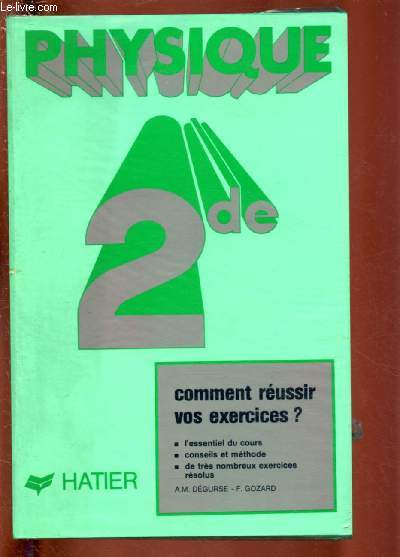 Le-livre.com
PHYSIQUE
2de
comment réussir
vos exercices ?
▪ l'essentiel du cours
▪ conseils et méthode
▪ de très nombreux exercices
résolus
A.M. DÉGURSE - F. GOZARD
HATIER